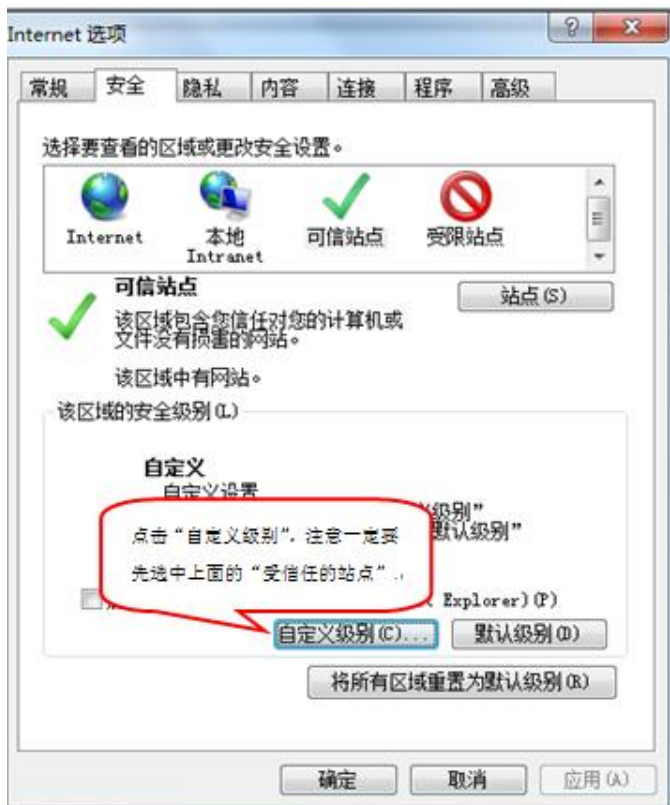 Internet 选项
常规 安全 隐私 内容 连接 程序 高级
选择要查看的区域或更改安全设置。
Internet 本地 Intranet 可信站点 受限站点
可信站点
站点(S)
该区域包含您信任对您的计算机或
文件没有损害的网站。
该区域中有网站。
该区域的安全级别(L)
自定义
自定义设置
级别”
默认级别”
点击“自定义级别”，注意一定要
先选中上面的“受信任的站点”.
Explorer)(P)
自定义级别(C)... 默认级别(D)
将所有区域重置为默认级别(R)
确定 取消 应用(A)